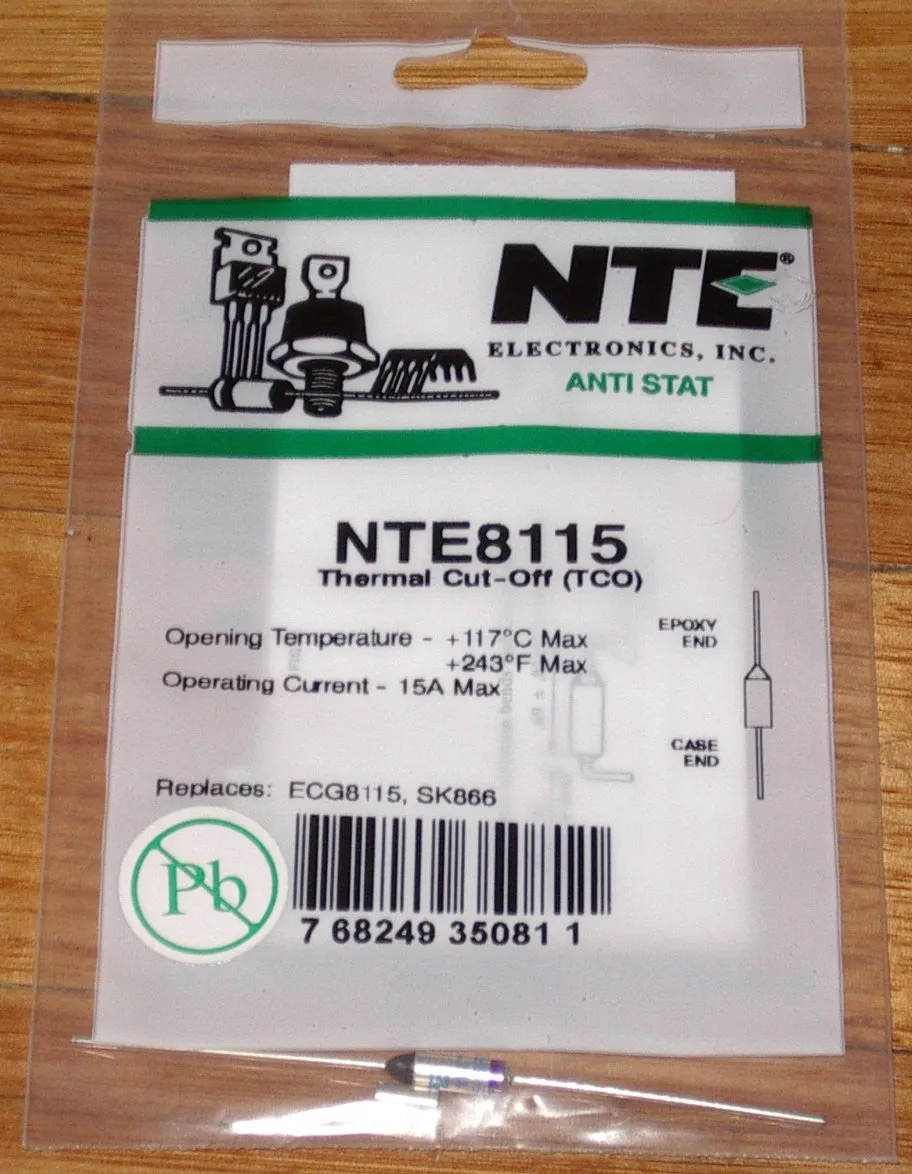 NTE®
ELECTRONICS, INC.
ANTI STAT
NTE8115
Thermal Cut-Off (TCO)
Opening Temperature - +117°C Max
+243°F Max
Operating Current - 15A Max
EPOXY
END
CASE
END
Replaces: ECG8115, SK866
Pb
7 68249 35081 1